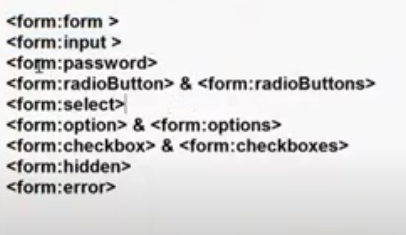 <form:form >
<form:input >
<form:password>
<form:radioButton> & <form:radioButtons>
<form:select>
<form:option> & <form:options>
<form:checkbox> & <form:checkboxes>
<form:hidden>
<form:error>